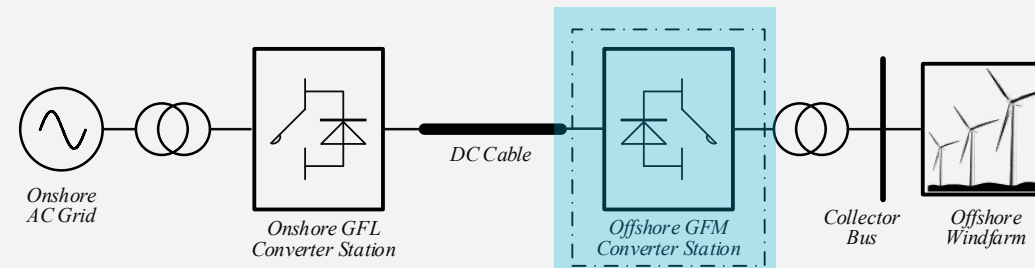 Onshore
AC Grid
Onshore GFL
Converter Station
DC Cable
Offshore GFM
Converter Station
Collector
Bus
Offshore
Windfarm